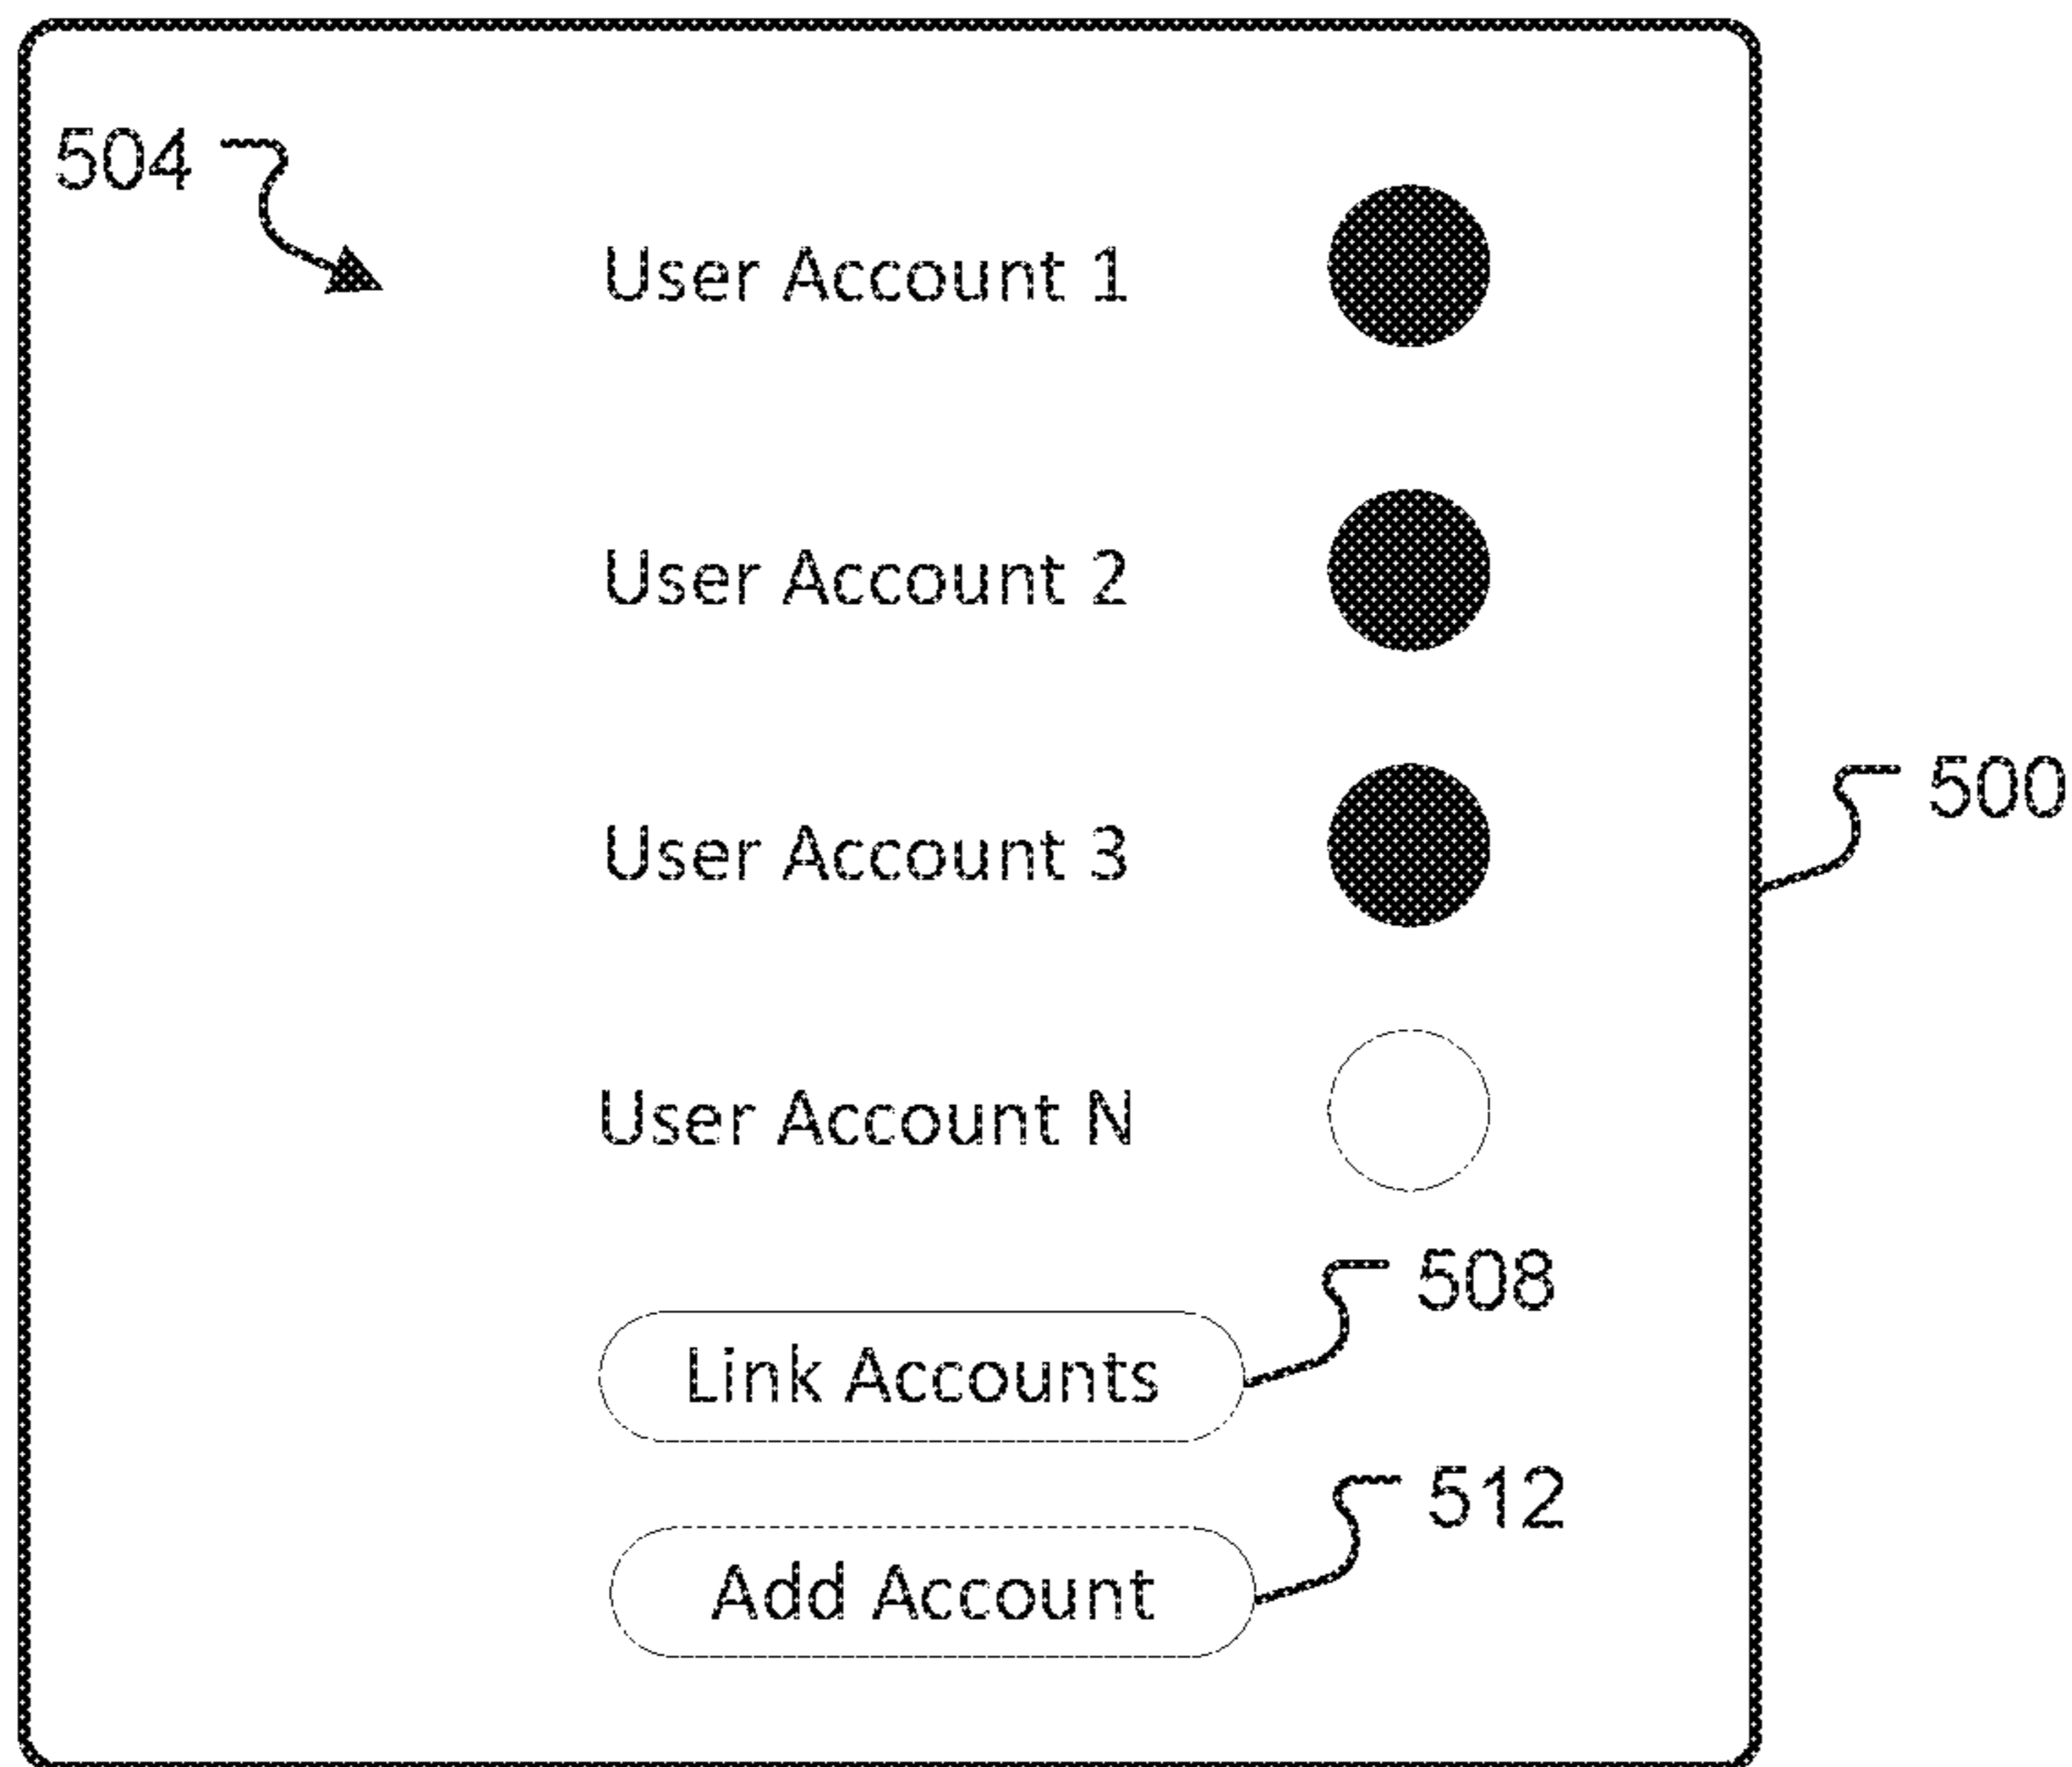 504
User Account 1
User Account 2
User Account 3
500
User Account N
508
Link Accounts
512
Add Account